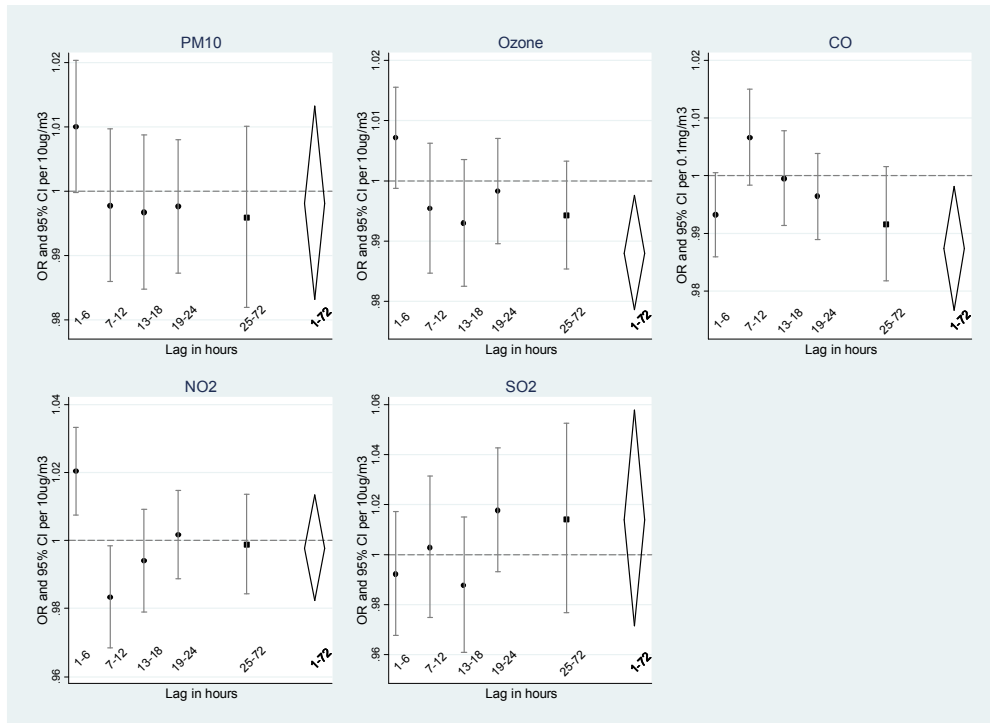 PM10
OR and 95% CI per 10ug/m3
.98 .99 1 1.01 1.02
1-6 7-12 13-18 19-24 25-72 1-72
Lag in hours
Ozone
OR and 95% CI per 10ug/m3
.98 .99 1 1.01 1.02
1-6 7-12 13-18 19-24 25-72 1-72
Lag in hours
CO
OR and 95% CI per 0.1mg/m3
.98 .99 1 1.01 1.02
1-6 7-12 13-18 19-24 25-72 1-72
Lag in hours
NO2
OR and 95% CI per 10ug/m3
.96 .98 1 1.02 1.04
1-6 7-12 13-18 19-24 25-72 1-72
Lag in hours
SO2
OR and 95% CI per 10ug/m3
.96 .98 1 1.02 1.04 1.06
1-6 7-12 13-18 19-24 25-72 1-72
Lag in hours